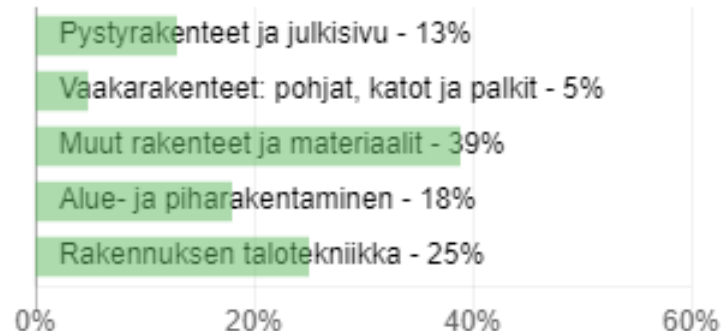 Pystyrakenteet ja julkisivu - 13%
Vaakarakenteet: pohjat, katot ja palkit - 5%
Muut rakenteet ja materiaalit - 39%
Alue- ja piharakentaminen - 18%
Rakennuksen talotekniikka - 25%
0% 20% 40% 60%